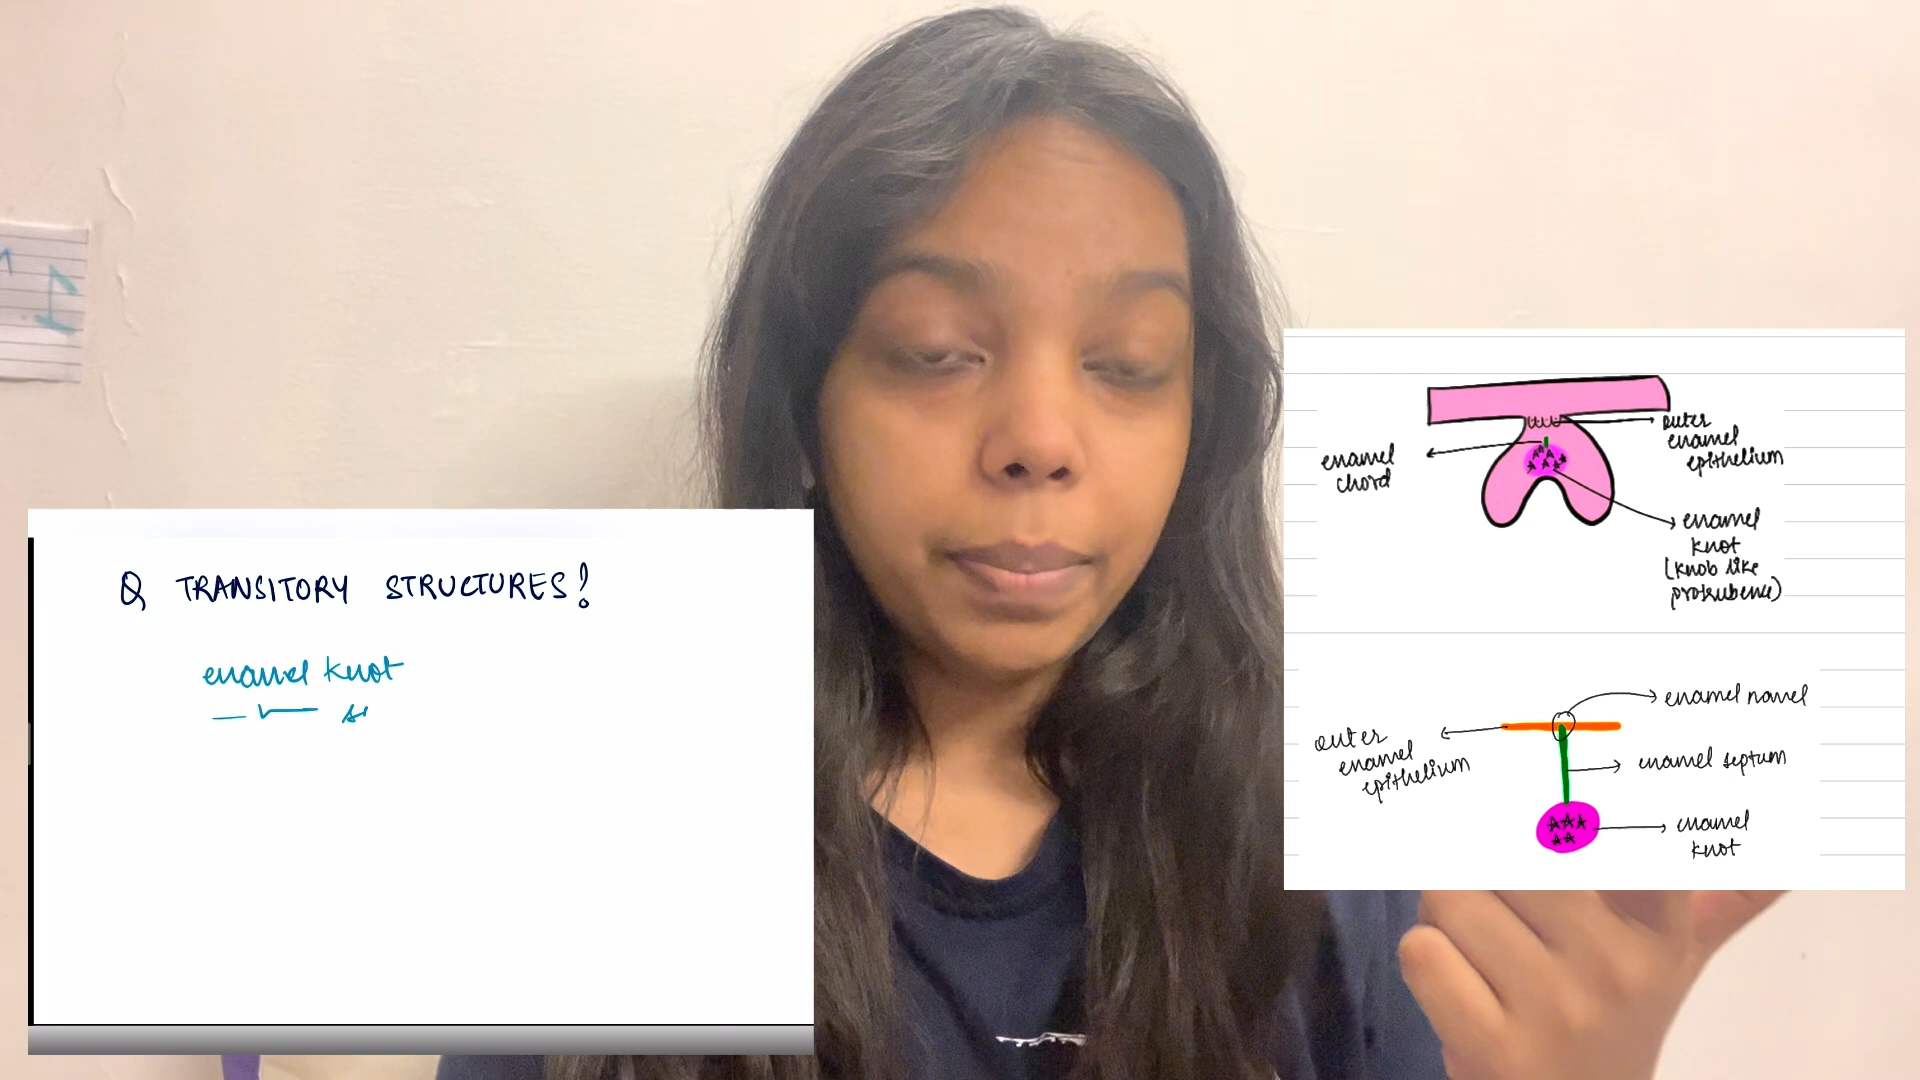 Q TRANSITORY STRUCTURES!
enamel knot
outer
enamel
epithelium
enamel
chord
enamel
knot
(knob like
protruberence)
enamel navel
outer
enamel
epithelium
enamel septum
enamel
knot